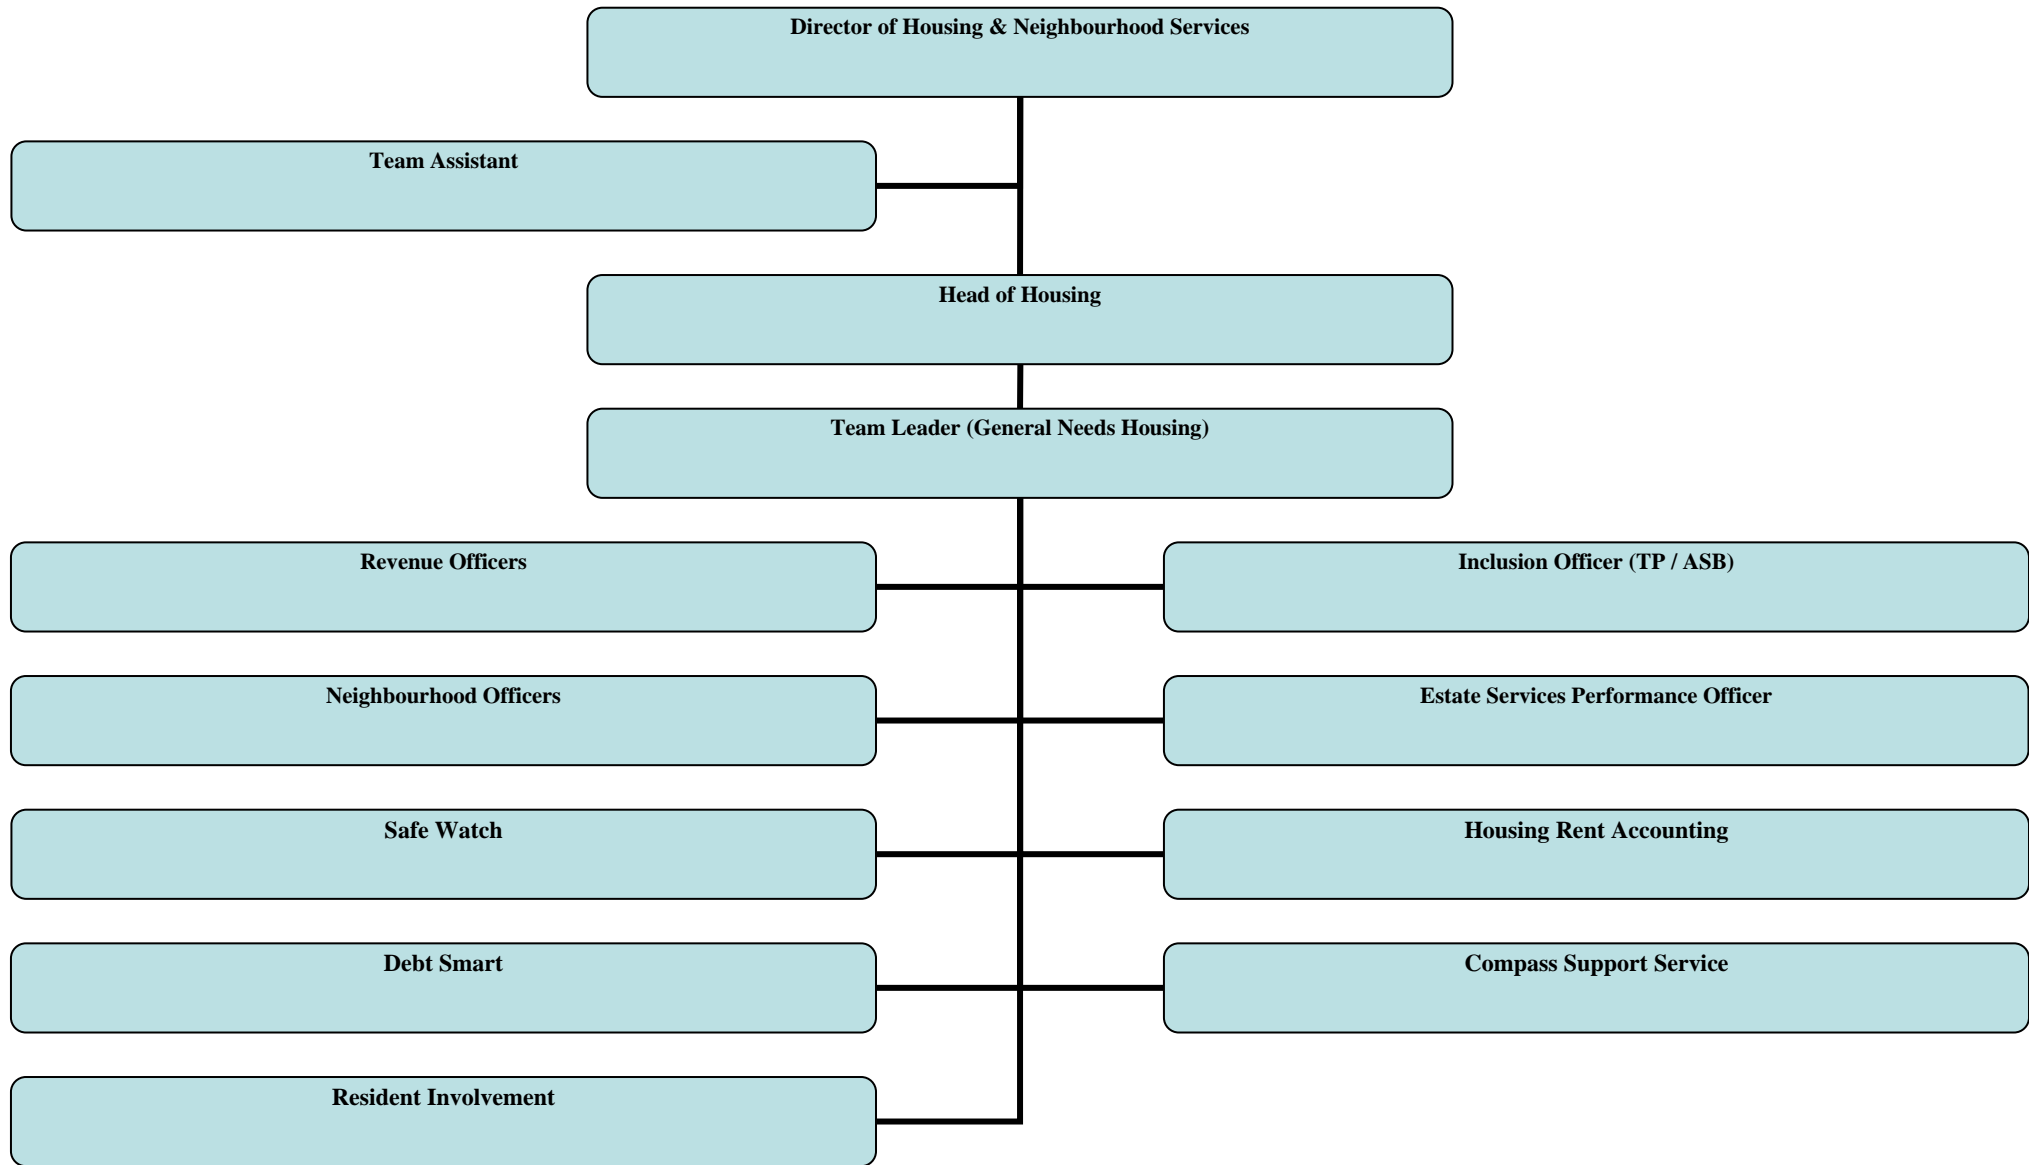 Director of Housing & Neighbourhood Services
Team Assistant
Head of Housing
Team Leader (General Needs Housing)
Revenue Officers
Inclusion Officer (TP / ASB)
Neighbourhood Officers
Estate Services Performance Officer
Safe Watch
Housing Rent Accounting
Debt Smart
Compass Support Service
Resident Involvement